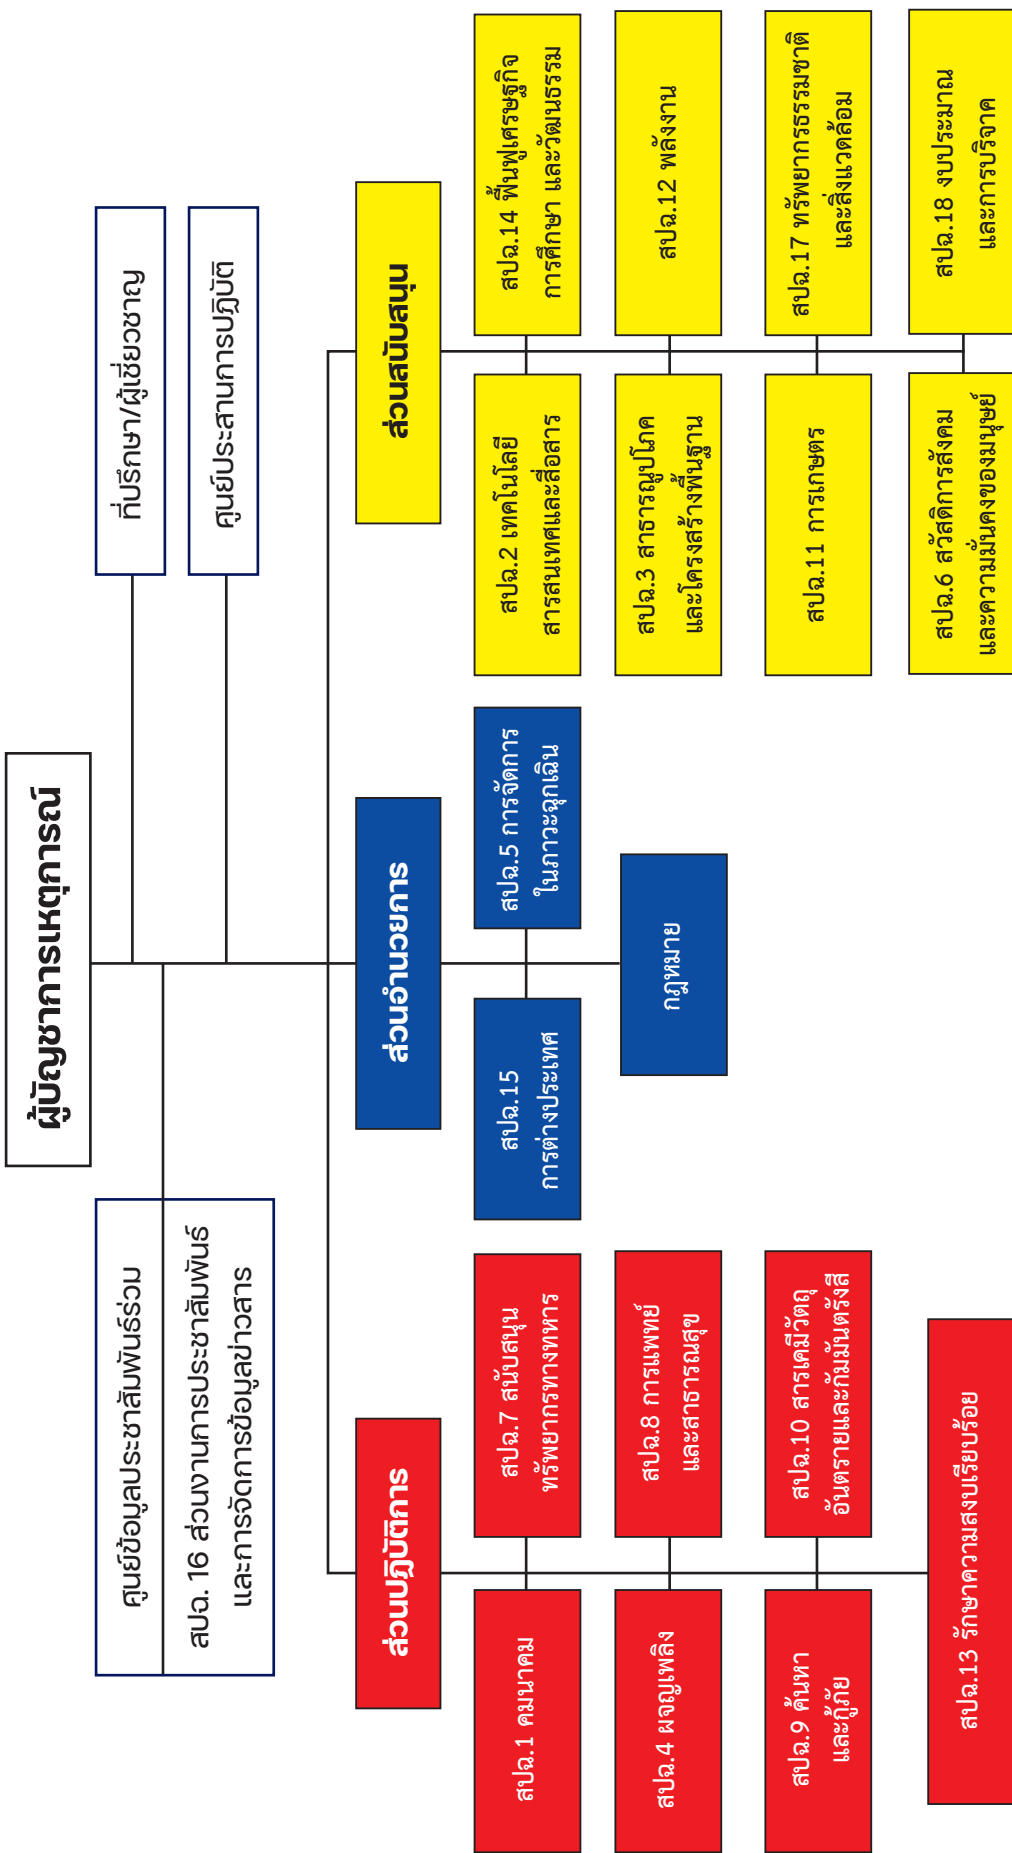 ผู้บัญชาการเหตุการณ์
ศูนย์ข้อมูลประชาสัมพันธ์ร่วม
สปฉ. 16 ส่วนงานการประชาสัมพันธ์
และการจัดการข้อมูลข่าวสาร
ที่ปรึกษา/ผู้เชี่ยวชาญ
ศูนย์ประสานการปฏิบัติ
ส่วนปฏิบัติการ
สปฉ.1 คมนาคม
สปฉ.7 สนับสนุน
ทรัพยากรทางทหาร
สปฉ.4 ผจญเพลิง
สปฉ.8 การแพทย์
และสาธารณสุข
สปฉ.9 ค้นหา
และกู้ภัย
สปฉ.10 สารเคมีวัตถุ
อันตรายและกัมมันตรังสี
สปฉ.13 รักษาความสงบเรียบร้อย
ส่วนอำนวยการ
สปฉ.15
การต่างประเทศ
สปฉ.5 การจัดการ
ในภาวะฉุกเฉิน
กฎหมาย
ส่วนสนับสนุน
สปฉ.2 เทคโนโลยี
สารสนเทศและสื่อสาร
สปฉ.14 ฟื้นฟูเศรษฐกิจ
การศึกษา และวัฒนธรรม
สปฉ.3 สาธารณูปโภค
และโครงสร้างพื้นฐาน
สปฉ.12 พลังงาน
สปฉ.11 การเกษตร
สปฉ.17 ทรัพยากรธรรมชาติ
และสิ่งแวดล้อม
สปฉ.6 สวัสดิการสังคม
และความมั่นคงของมนุษย์
สปฉ.18 งบประมาณ
และการบริจาค